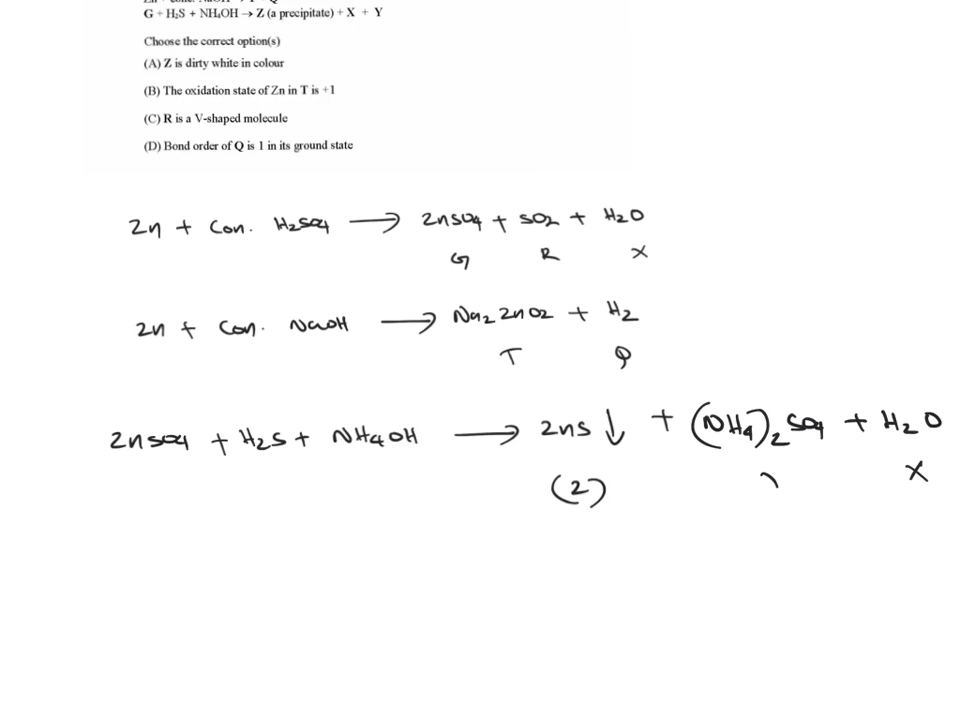 G + H₂S + NH₄OH → Z (a precipitate) + X + Y
Choose the correct option(s)
(A) Z is dirty white in colour
(B) The oxidation state of Zn in T is +1
(C) R is a V-shaped molecule
(D) Bond order of Q is 1 in its ground state
Zn + Con. H₂SO₄ → ZnSO₄ + SO₂ + H₂O
G R X
Zn + Con. NaOH → Na₂ZnO₂ + H₂
T Q
ZnSO₄ + H₂S + NH₄OH → ZnS ↓ + (NH₄)₂SO₄ + H₂O
(Z) X